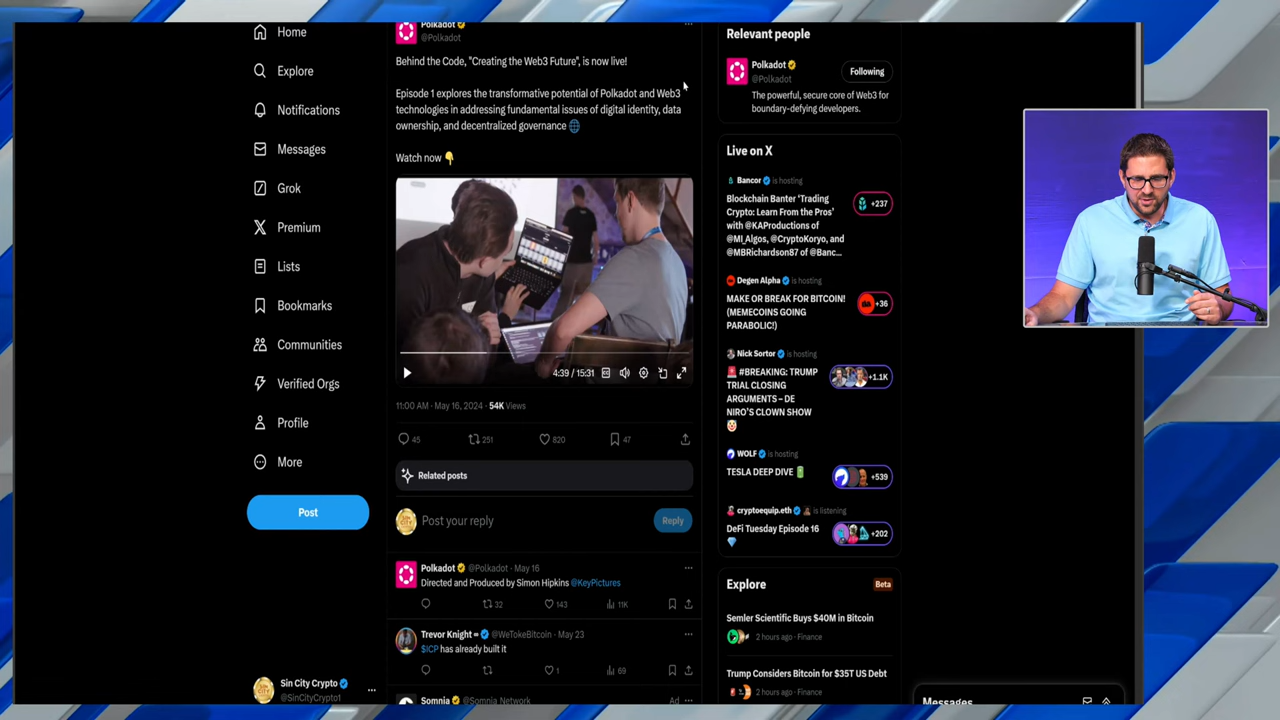 Home
Explore
Notifications
Messages
Grok
Premium
Lists
Bookmarks
Communities
Verified Orgs
Profile
More
Post
Sin City Crypto
@SinCityCrypto1
Polkadot
@Polkadot
Behind the Code, "Creating the Web3 Future", is now live!
Episode 1 explores the transformative potential of Polkadot and Web3
technologies in addressing fundamental issues of digital identity, data
ownership, and decentralized governance 🌐
Watch now 👇
4:39 / 15:31
11:00 AM · May 16, 2024 · 54K Views
45 251 820 47
Related posts
Post your reply
Reply
Polkadot @Polkadot · May 16
Directed and Produced by Simon Hipkins @KeyPictures
32 143 11K
Trevor Knight ∞ @WeTokeBitcoin · May 23
$ICP has already built it
1 69
Somnia @Somnia_Network Ad
Relevant people
Polkadot
@Polkadot
Following
The powerful, secure core of Web3 for
boundary-defying developers.
Live on X
Bancor is hosting
Blockchain Banter ‘Trading
Crypto: Learn From the Pros’
with @KAProductions of
@MI_Algos, @CryptoKoryo, and
@MBRichardson87 of @Banc...
+237
Degen Alpha is hosting
MAKE OR BREAK FOR BITCOIN!
(MEMECOINS GOING
PARABOLIC!)
+36
Nick Sortor is hosting
🚨 #BREAKING: TRUMP
TRIAL CLOSING
ARGUMENTS – DE
NIRO’S CLOWN SHOW
🤡
+1.1K
WOLF is hosting
TESLA DEEP DIVE 🔋
+539
cryptoequip.eth is listening
DeFi Tuesday Episode 16
💎
+202
Explore
Beta
Semler Scientific Buys $40M in Bitcoin
2 hours ago · Finance
Trump Considers Bitcoin for $35T US Debt
2 hours ago · Finance
Messages